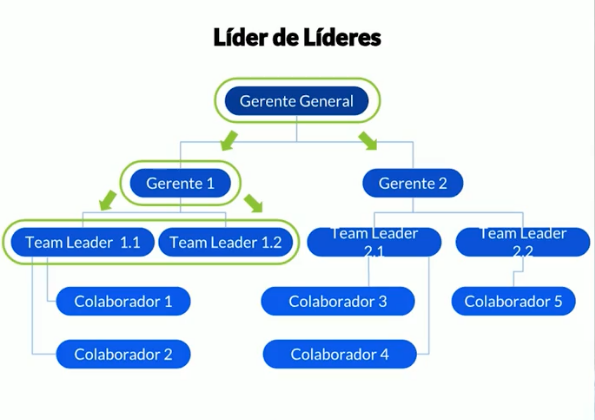 Líder de Líderes
Gerente General
Gerente 1
Gerente 2
Team Leader 1.1
Team Leader 1.2
Team Leader
2.1
Team Leader
2.2
Colaborador 1
Colaborador 3
Colaborador 5
Colaborador 2
Colaborador 4